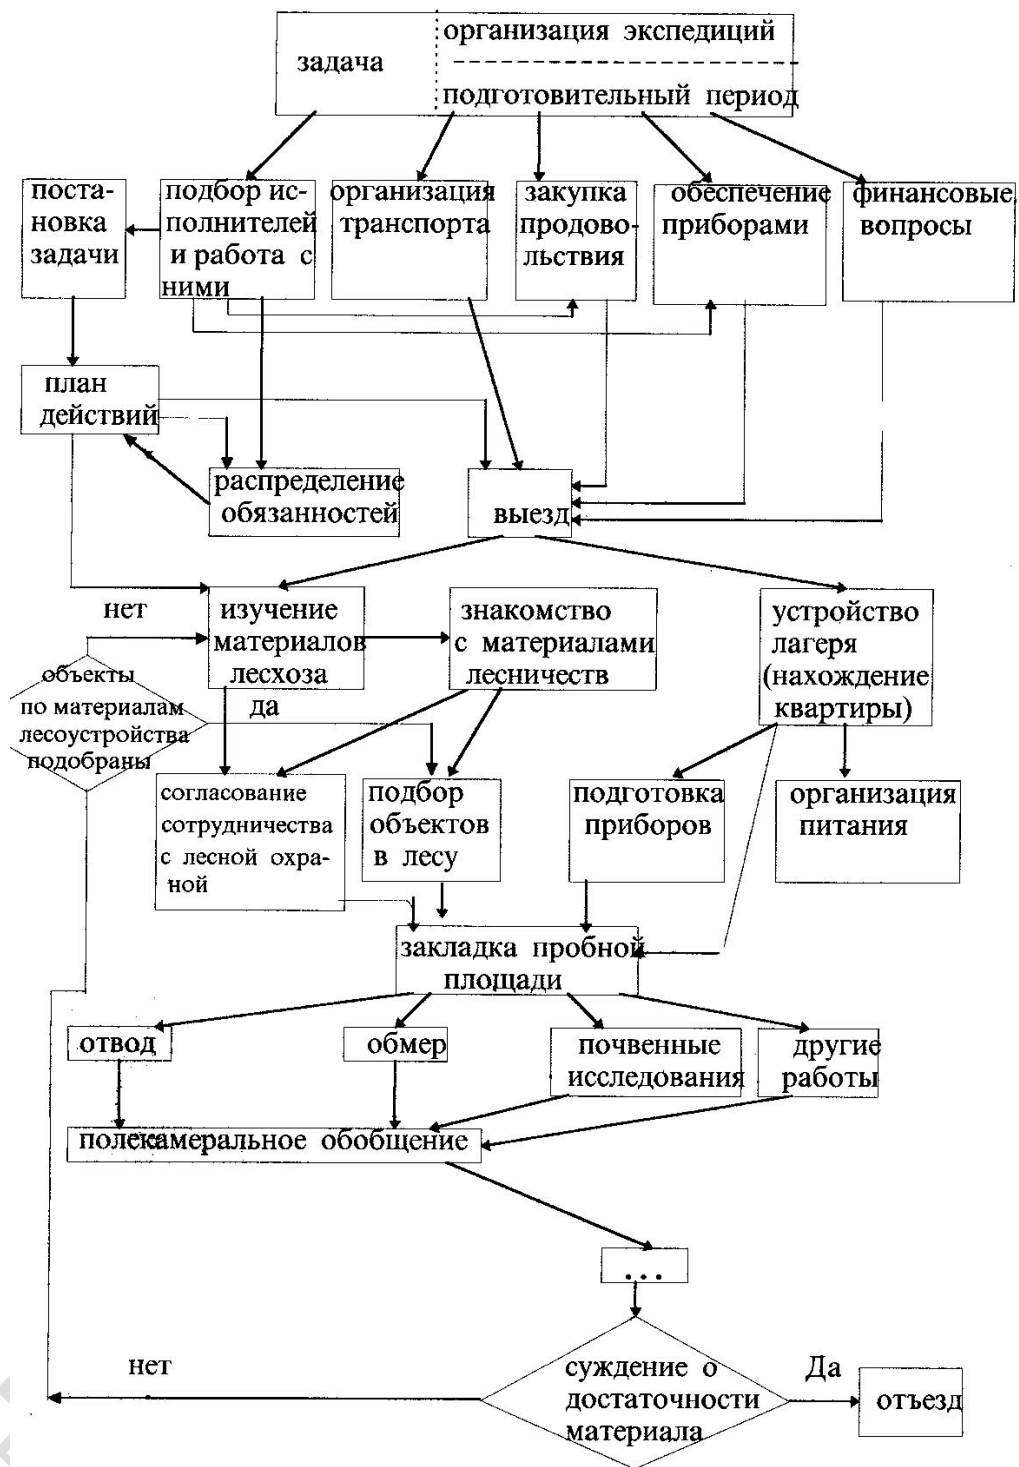 задача
организация экспедиций
подготовительный период
поста-
новка
задачи
подбор ис-
полнителей
и работа с
ними
организация
транспорта
закупка
продово-
льствия
обеспечение
приборами
финансовые
вопросы
план
действий
распределение
обязанностей
выезд
нет
изучение
материалов
лесхоза
знакомство
с материалами
лесничеств
устройство
лагеря
(нахождение
квартиры)
объекты
по материалам
лесоустройства
подобраны
да
согласование
сотрудничества
с лесной охра-
ной
подбор
объектов
в лесу
подготовка
приборов
организация
питания
закладка пробной
площади
отвод
обмер
почвенные
исследования
другие
работы
полекамеральное обобщение
...
нет
суждение о
достаточности
материала
Да
отъезд